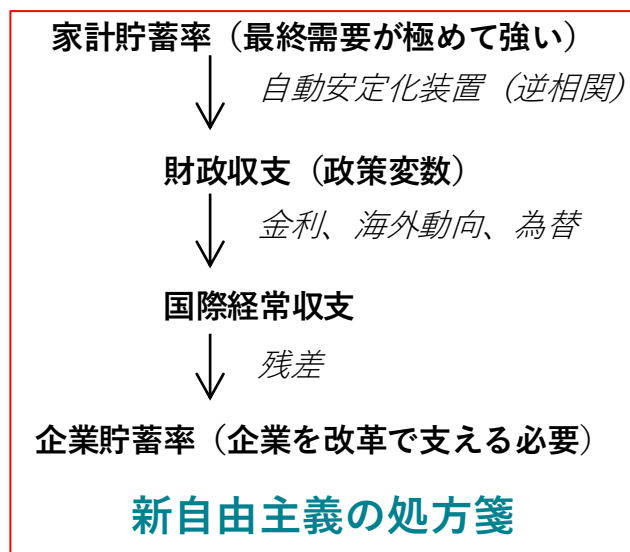 家計貯蓄率（最終需要が極めて強い）
自動安定化装置（逆相関）
財政収支（政策変数）
金利、海外動向、為替
国際経常収支
残差
企業貯蓄率（企業を改革で支える必要）
新自由主義の処方箋